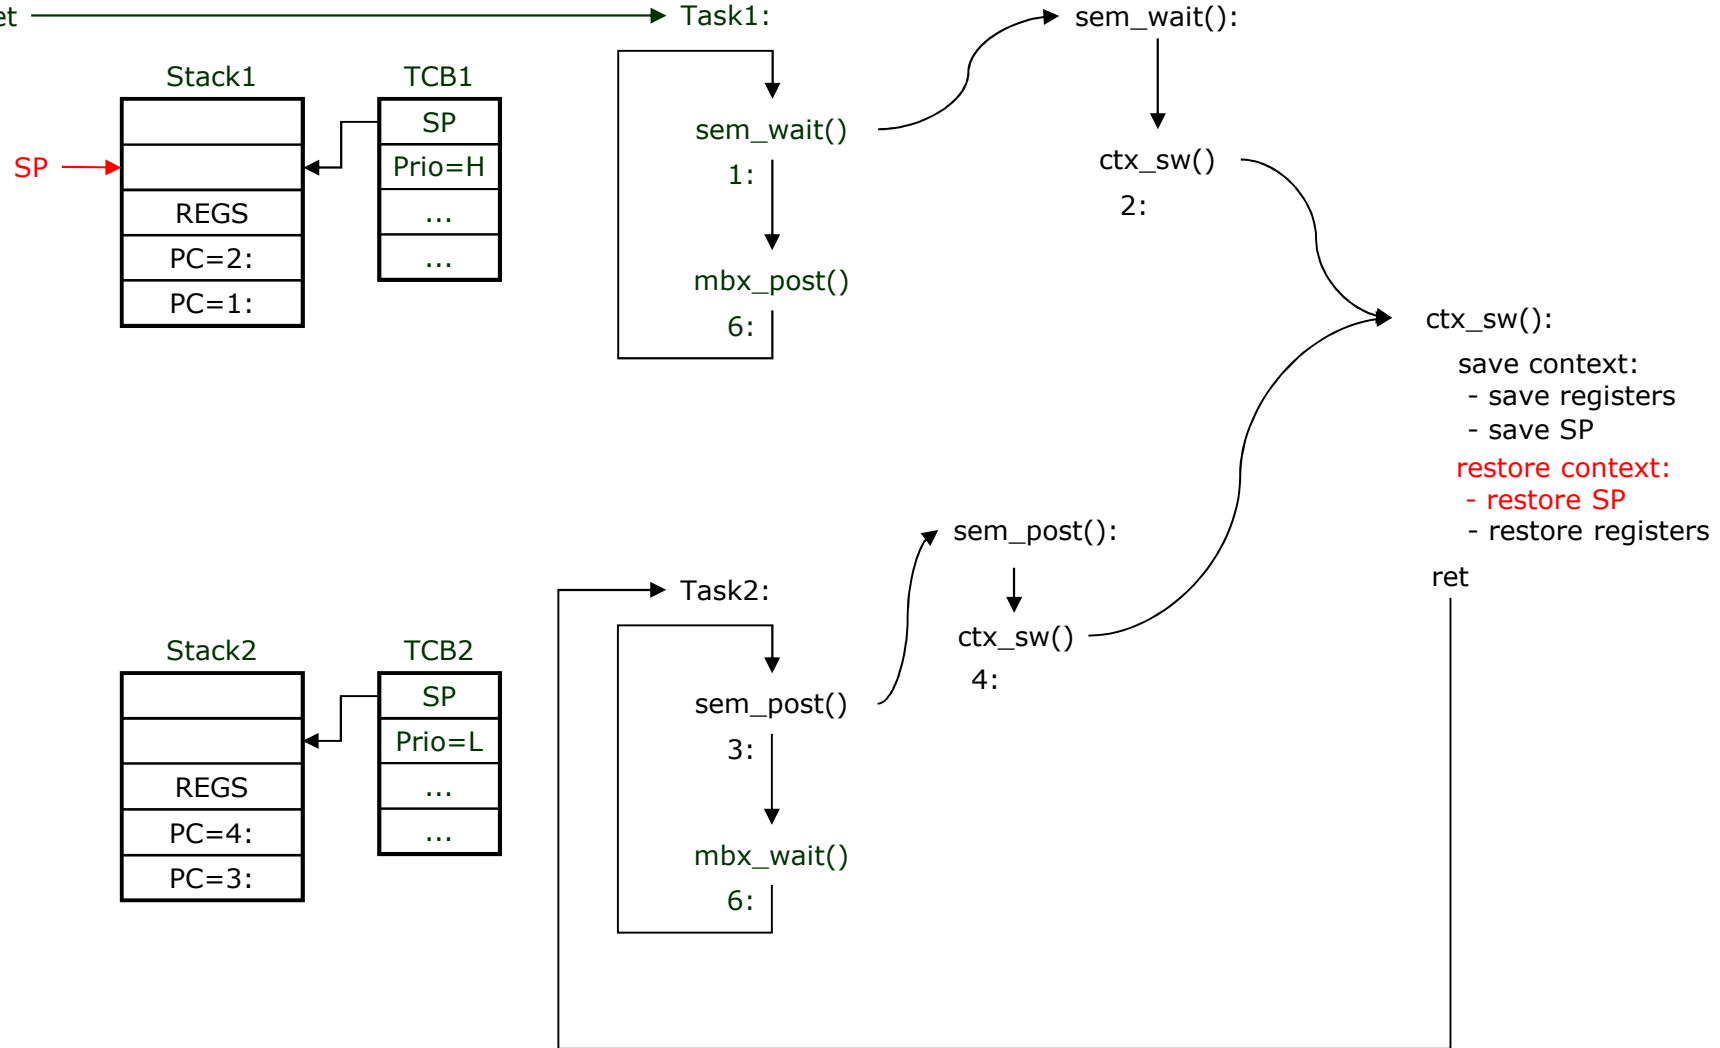 et
Task1:
sem_wait():
Stack1
TCB1
SP
sem_wait()
SP
Prio=H
ctx_sw()
1:
REGS
...
2:
PC=2:
...
mbx_post()
PC=1:
6:
ctx_sw():
save context:
- save registers
- save SP
restore context:
- restore SP
- restore registers
sem_post():
ret
Task2:
ctx_sw()
Stack2
TCB2
4:
SP
sem_post()
Prio=L
3:
REGS
...
PC=4:
...
mbx_wait()
PC=3:
6: